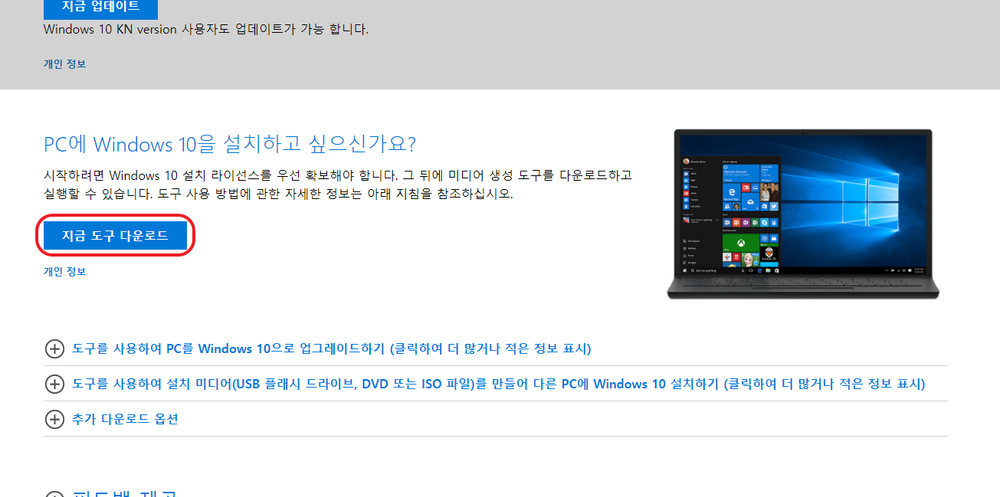 지금 업데이트
Windows 10 KN version 사용자도 업데이트가 가능 합니다.
개인 정보
PC에 Windows 10을 설치하고 싶으신가요?
시작하려면 Windows 10 설치 라이선스를 우선 확보해야 합니다. 그 뒤에 미디어 생성 도구를 다운로드하고
실행할 수 있습니다. 도구 사용 방법에 관한 자세한 정보는 아래 지침을 참조하십시오.
지금 도구 다운로드
개인 정보
도구를 사용하여 PC를 Windows 10으로 업그레이드하기 (클릭하여 더 많거나 적은 정보 표시)
도구를 사용하여 설치 미디어(USB 플래시 드라이브, DVD 또는 ISO 파일)를 만들어 다른 PC에 Windows 10 설치하기 (클릭하여 더 많거나 적은 정보 표시)
추가 다운로드 옵션
피드백 제공